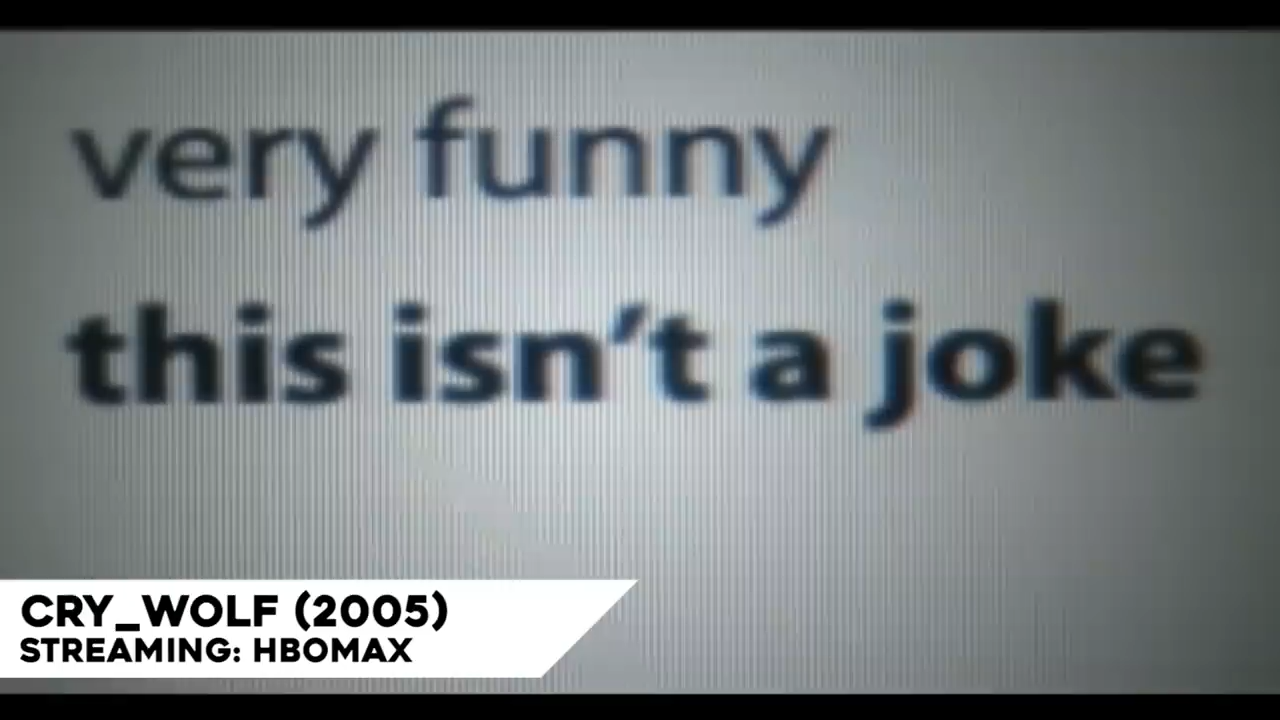 very funny
this isn't a joke
CRY_WOLF (2005)
STREAMING: HBOMAX